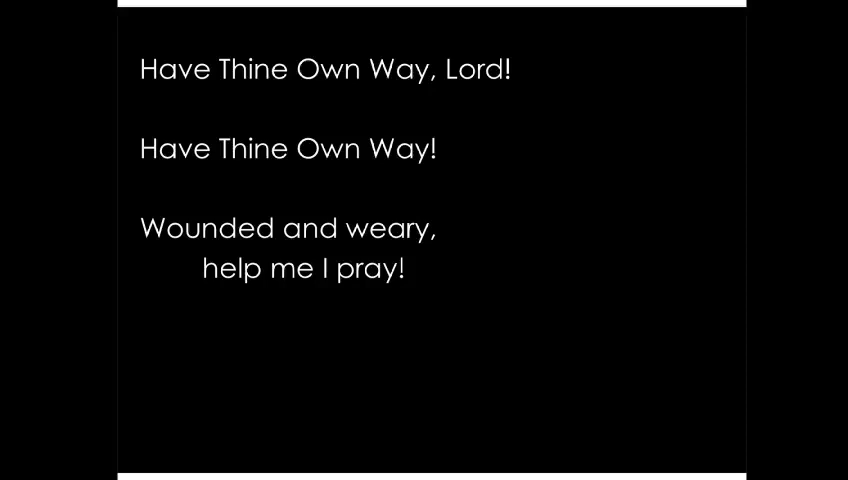 Have Thine Own Way, Lord!
Have Thine Own Way!
Wounded and weary,
help me I pray!